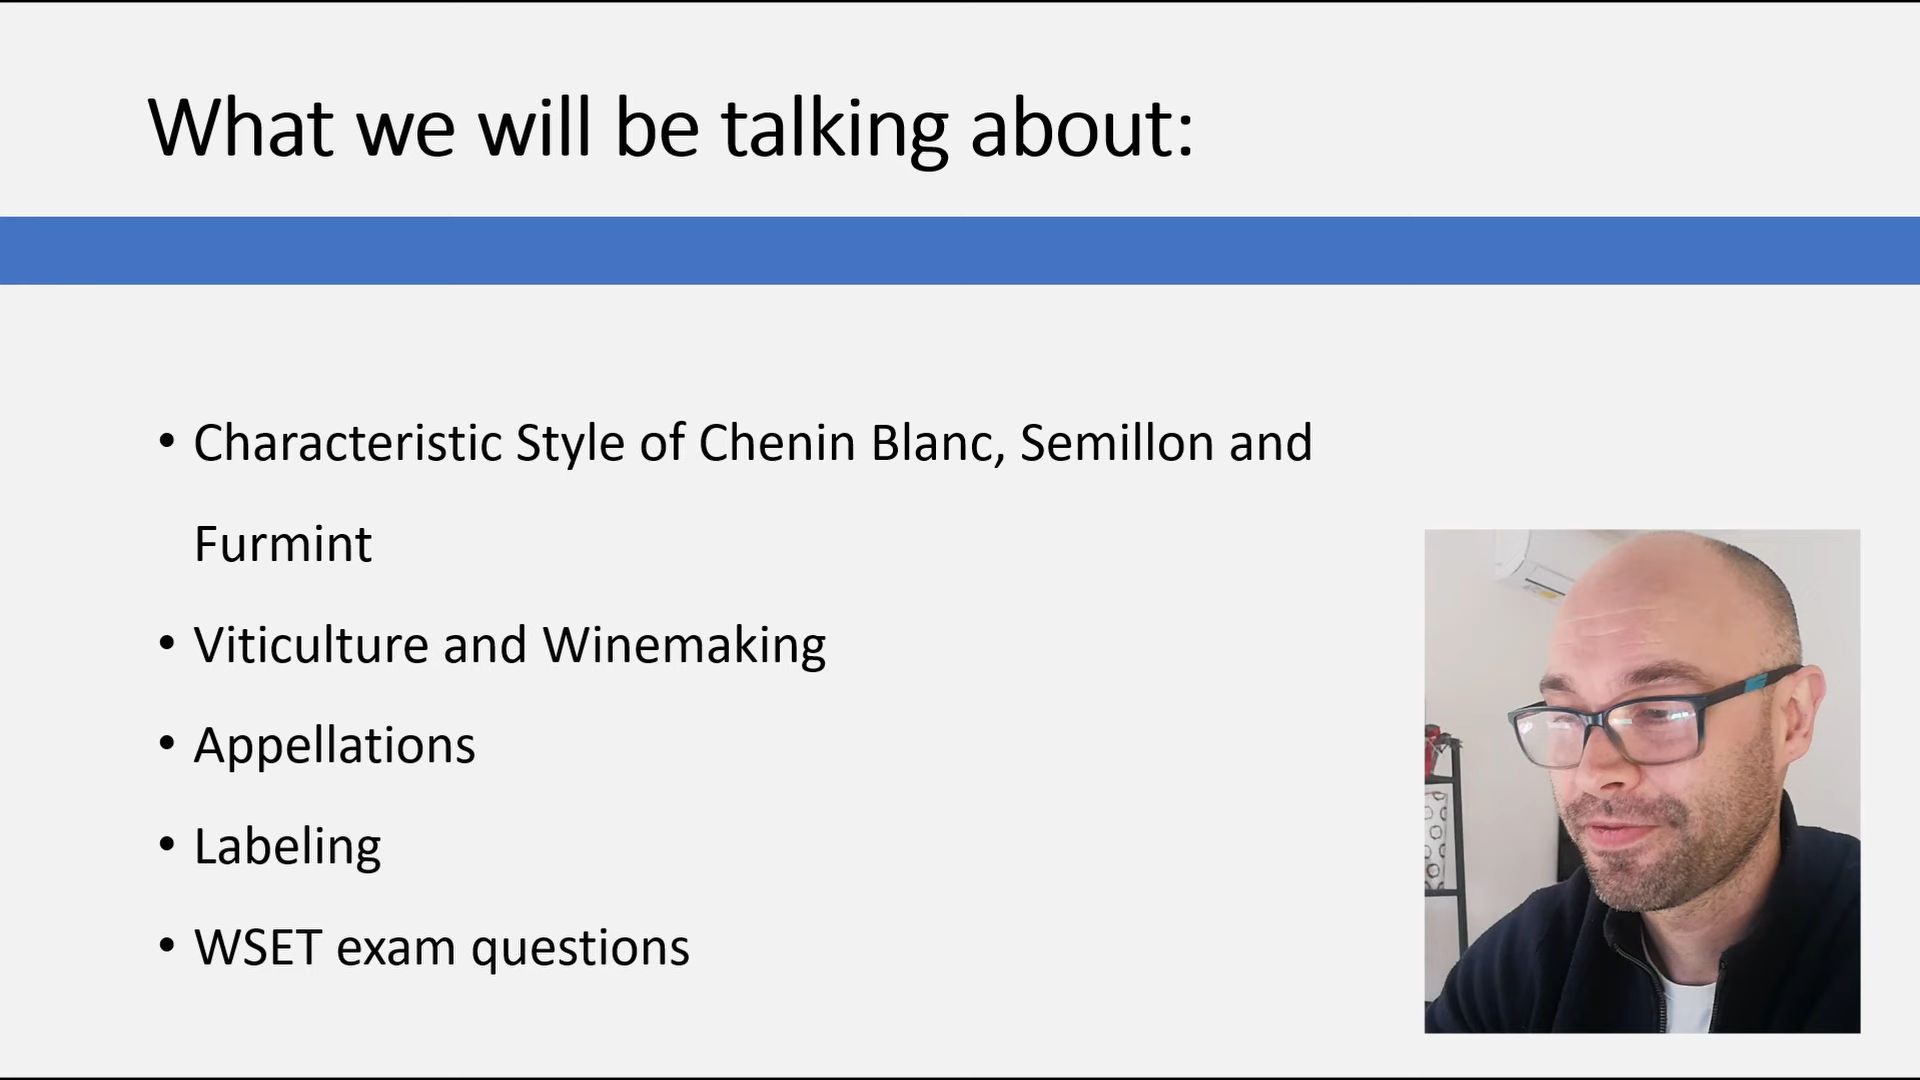 What we will be talking about:
• Characteristic Style of Chenin Blanc, Semillon and
Furmint
• Viticulture and Winemaking
• Appellations
• Labeling
• WSET exam questions